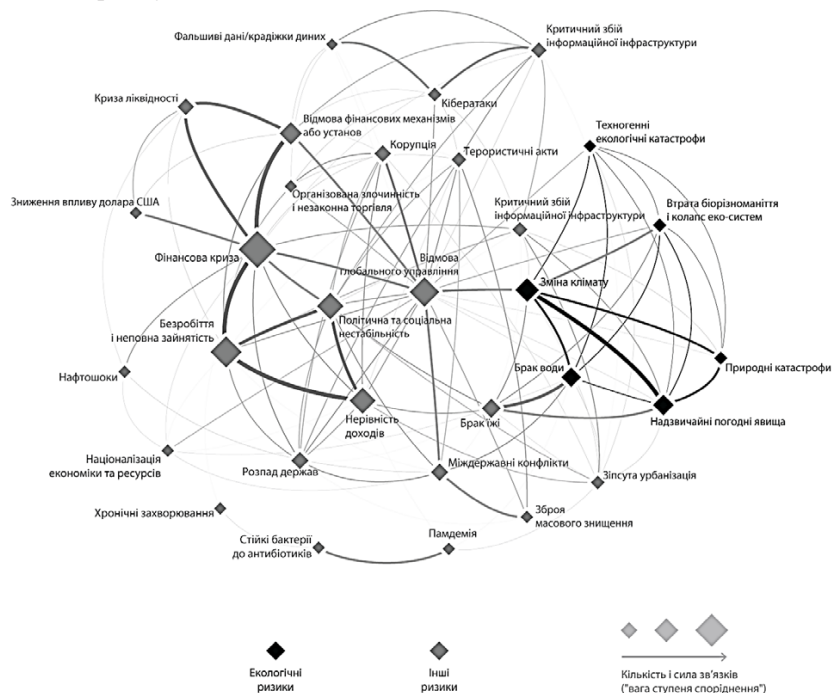 Фальшиві дані/крадіжки диних
Критичний збій
інформаційної інфраструктури
Криза ліквідності
Кібератаки
Відмова фінансових механізмів
або установ
Корупція
Терористичні акти
Техногенні
екологічні катастрофи
Зниження впливу долара США
Організована злочинність
і незаконна торгівля
Критичний збій
інформаційної інфраструктури
Втрата біорізноманіття
і колапс еко-систем
Фінансова криза
Відмова
глобального управління
Зміна клімату
Безробіття
і неповна зайнятість
Політична та соціальна
нестабільність
Нафтошоки
Брак води
Природні катастрофи
Нерівність
доходів
Брак їжі
Надзвичайні погодні явища
Націоналізація
економіки та ресурсів
Розпад держав
Міждержавні конфлікти
Зіпсута урбанізація
Хронічні захворювання
Стійкі бактерії
до антибіотиків
Памдемія
Зброя
масового знищення
Екологічні
ризики
Інші
ризики
Кількість і сила зв'язків
("вага ступеня споріднення")